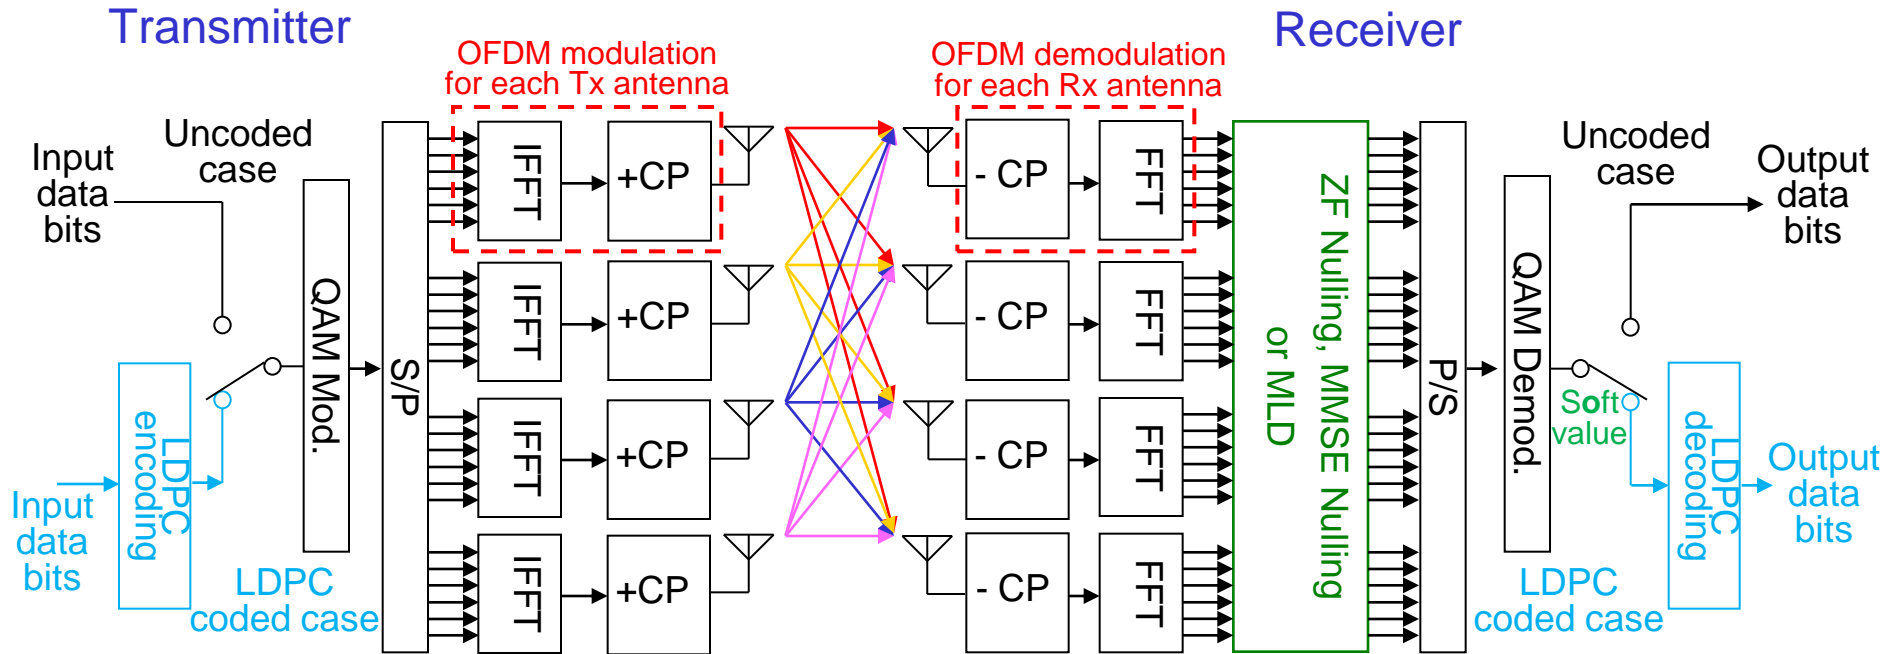 Transmitter
Receiver
OFDM modulation
for each Tx antenna
OFDM demodulation
for each Rx antenna
Input
data
bits
Uncoded
case
Input
data
bits
LDPC
encoding
LDPC
coded case
QAM Mod.
S/P
IFFT
+CP
IFFT
+CP
IFFT
+CP
IFFT
+CP
- CP
FFT
- CP
FFT
- CP
FFT
- CP
FFT
ZF Nulling, MMSE Nulling
or MLD
P/S
QAM Demod.
Uncoded
case
Output
data
bits
Soft
value
LDPC
decoding
LDPC
coded case
Output
data
bits